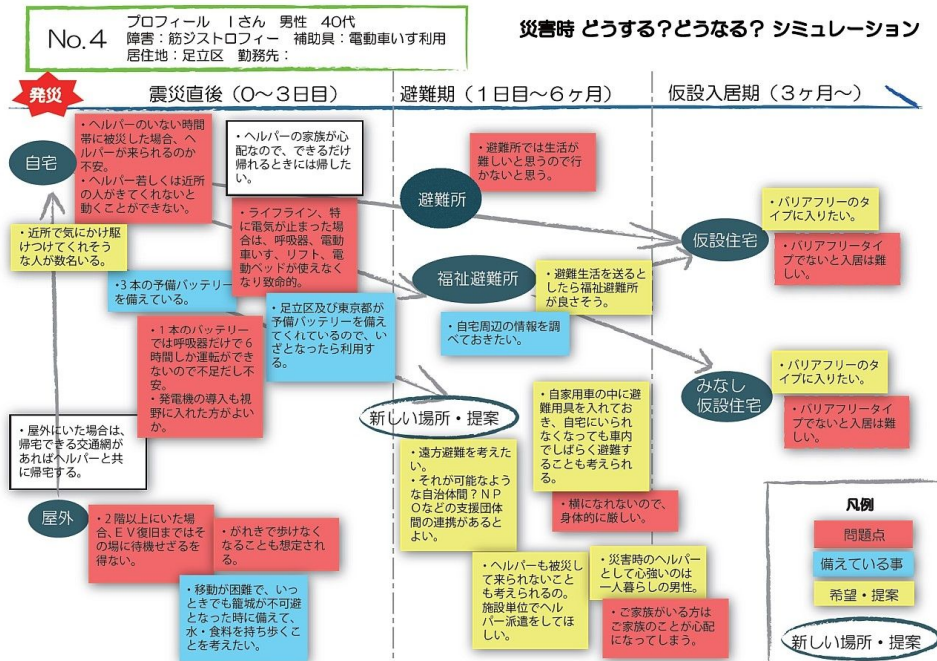 No.4
プロフィール　Iさん　男性　40代
障害：筋ジストロフィー　補助具：電動車いす利用
居住地：足立区　勤務先：
災害時 どうする？どうなる？ シミュレーション
発災
震災直後（0～3日目）
避難期（1日目～6ヶ月）
仮設入居期（3ヶ月～）
自宅
・ヘルパーのいない時間
帯に被災した場合、ヘ
ルパーが来られるのか
不安。
・ヘルパー若しくは近所
の人がきてくれないと
動くことができない。
・ヘルパーの家族が心
配なので、できるだけ
帰れるときには帰した
い。
・近所で気にかけ駆
けつけてくれそう
な人が数名いる。
・ライフライン、特
に電気が止まった場
合は、呼吸器、電動
車いす、リフト、電
動ベッドが使えなく
なり致命的。
・3本の予備バッテリー
を備えている。
・足立区及び東京都が
予備バッテリーを備え
てくれているので、い
ざとなったら利用す
る。
・１本のバッテリー
では呼吸器だけで６
時間しか運転ができ
ないので不足だし不
安。
・発電機の導入も視
野に入れた方がよい
か。
・屋外にいた場合は、
帰宅できる交通網が
あればヘルパーと共
に帰宅する。
屋外
・２階以上にいた場
合、ＥＶ復旧まではそ
の場に待機せざるを
得ない。
・がれきで歩けなく
なることも想定され
る。
・移動が困難で、いっ
ときでも籠城が不可避
となった時に備えて、
水・食料を持ち歩くこ
とを考えたい。
避難所
・避難所では生活が
難しいと思うので行
かないと思う。
福祉避難所
・避難生活を送ると
したら福祉避難所
が良さそう。
・自宅周辺の情報を調
べておきたい。
新しい場所・提案
・遠方避難を考えた
い。
・それが可能なよう
な自治体間？ＮＰ
Ｏなどの支援団体
間の連携があると
よい。
・自家用車の中に避
難用具を入れてお
き、自宅にいられ
なくなっても車内
でしばらく避難す
ることも考えられ
る。
・横になれないので、
身体的に厳しい。
・ヘルパーも被災し
て来られないこと
も考えられるの。
施設単位でヘル
パー派遣をしてほ
しい。
・災害時のヘルパー
として心強いのは
一人暮らしの男性。
・ご家族がいる方は
ご家族のことが心配
になってしまう。
仮設住宅
・バリアフリーのタ
イプに入りたい。
・バリアフリータイプ
でないと入居は難
しい。
みなし
仮設住宅
・バリアフリーのタ
イプに入りたい。
・バリアフリータイ
プでないと入居は難
しい。
凡例
問題点
備えている事
希望・提案
新しい場所・提案